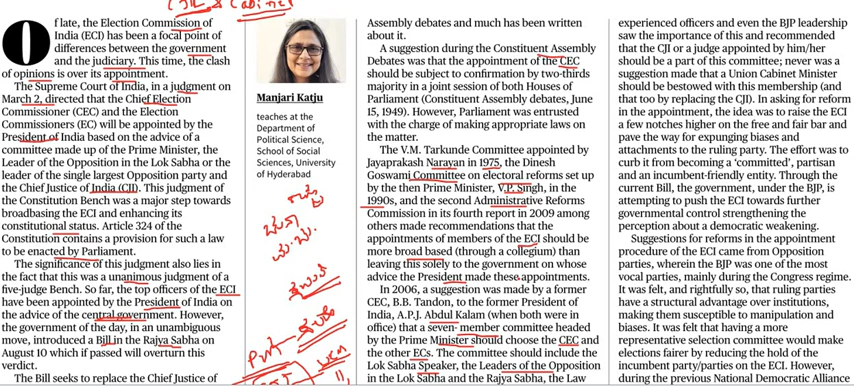 CJI & Cabinet
Of late, the Election Commission of
India (ECI) has been a focal point of
differences between the government
and the judiciary. This time, the clash
of opinions is over its appointment.
The Supreme Court of India, in a judgment on
March 2, directed that the Chief Election
Commissioner (CEC) and the Election
Commissioners (EC) will be appointed by the
President of India based on the advice of a
committee made up of the Prime Minister, the
Leader of the Opposition in the Lok Sabha or the
leader of the single largest Opposition party and
the Chief Justice of India (CJI). This judgment of
the Constitution Bench was a major step towards
broadbasing the ECI and enhancing its
constitutional status. Article 324 of the
Constitution contains a provision for such a law
to be enacted by Parliament.
The significance of this judgment also lies in
the fact that this was a unanimous judgment of a
five-judge Bench. So far, the top officers of the ECI
have been appointed by the President of India on
the advice of the central government. However,
the government of the day, in an unambiguous
move, introduced a Bill in the Rajya Sabha on
August 10 which if passed will overturn this
verdict.
The Bill seeks to replace the Chief Justice of
Manjari Katju
teaches at the
Department of
Political Science,
School of Social
Sciences, University
of Hyderabad
Assembly debates and much has been written
about it.
A suggestion during the Constituent Assembly
Debates was that the appointment of the CEC
should be subject to confirmation by two-thirds
majority in a joint session of both Houses of
Parliament (Constituent Assembly debates, June
15, 1949). However, Parliament was entrusted
with the charge of making appropriate laws on
the matter.
The V.M. Tarkunde Committee appointed by
Jayaprakash Narayan in 1975, the Dinesh
Goswami Committee on electoral reforms set up
by the then Prime Minister, V.P. Singh, in the
1990s, and the second Administrative Reforms
Commission in its fourth report in 2009 among
others made recommendations that the
appointments of members of the ECI should be
more broad based (through a collegium) than
leaving this solely to the government on whose
advice the President made these appointments.
In 2006, a suggestion was made by a former
CEC, B.B. Tandon, to the former President of
India, A.P.J. Abdul Kalam (when both were in
office) that a seven-member committee headed
by the Prime Minister should choose the CEC and
the other ECs. The committee should include the
Lok Sabha Speaker, the Leaders of the Opposition
in the Lok Sabha and the Rajya Sabha, the Law
experienced officers and even the BJP leadership
saw the importance of this and recommended
that the CJI or a judge appointed by him/her
should be a part of this committee; never was a
suggestion made that a Union Cabinet Minister
should be bestowed with this membership (and
that too by replacing the CJI). In asking for reform
in the appointment, the idea was to raise the ECI
a few notches higher on the free and fair bar and
pave the way for expunging biases and
attachments to the ruling party. The effort was to
curb it from becoming a 'committed', partisan
and an incumbent-friendly entity. Through the
current Bill, the government, under the BJP, is
attempting to push the ECI towards further
governmental control strengthening the
perception about a democratic weakening.
Suggestions for reforms in the appointment
procedure of the ECI came from Opposition
parties, wherein the BJP was one of the most
vocal parties, mainly during the Congress regime.
It was felt, and rightfully so, that ruling parties
have a structural advantage over institutions,
making them susceptible to manipulation and
biases. It was felt that having a more
representative selection committee would make
elections fairer by reducing the hold of the
incumbent party/parties on the ECI. However,
during the previous National Democratic Alliance